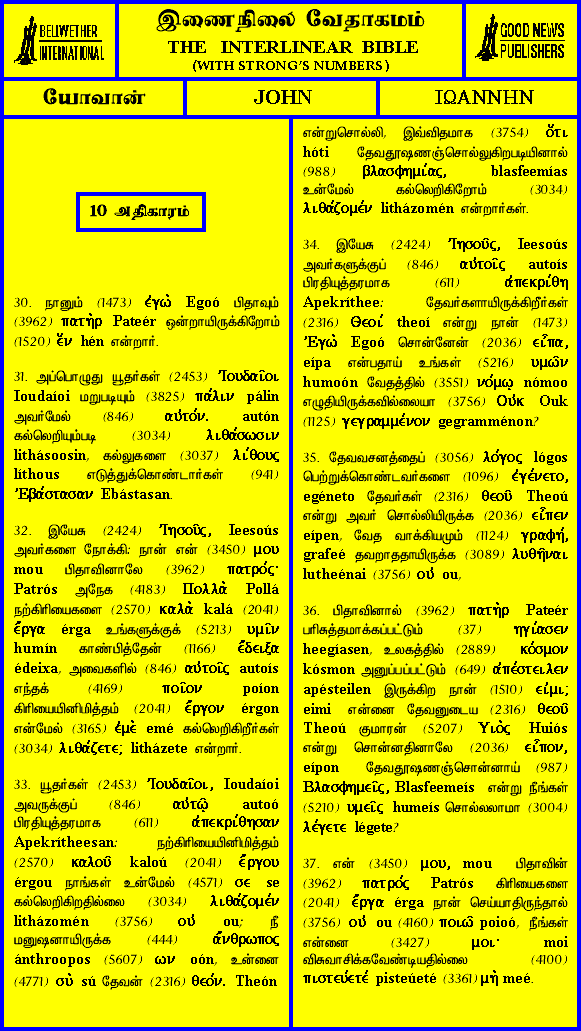 BELLWETHER
INTERNATIONAL
இணைநிலை வேதாகமம்
THE INTERLINEAR BIBLE
(WITH STRONG'S NUMBERS)
GOOD NEWS
PUBLISHERS
யோவான்
JOHN
ΙΩΑΝΝΗΝ
10 அதிகாரம்
30. நானும் (1473) ἐγὼ Egoó பிதாவும்
(3962) πατὴρ Pateér ஒன்றாயிருக்கிறோம்
(1520) ἕν hén என்றார்.
31. அப்பொழுது யூதர்கள் (2453) Ἰουδαῖοι
Ioudaíoi மறுபடியும் (3825) πάλιν pálin
அவர்மேல் (846) αὐτόν. autón
கல்லெறியும்படி (3034) λιθάσωσιν
lithásoosin, கல்லுகளை (3037) λίθους
líthous எடுத்துக்கொண்டார்கள் (941)
Ἐβάστασαν Ebástasan.
32. இயேசு (2424) Ἰησοῦς, Ieesoús
அவர்களை நோக்கி: நான் என் (3450) μου
mou பிதாவினாலே (3962) πατρός·
Patrós அநேக (4183) Πολλὰ Pollá
நற்கிரியைகளை (2570) καλὰ kalá (2041)
ἔργα érga உங்களுக்குக் (5213) υμῖν
humín காண்பித்தேன் (1166) ἔδειξα
édeixa, அவைகளில் (846) αὐτοῖς autoís
எந்தக் (4169) ποῖον poíon
கிரியையினிமித்தம் (2041) ἔργον érgon
என்மேல் (3165) ἐμὲ emé கல்லெறிகிறீர்கள்
(3034) λιθάζετε; litházete என்றார்.
33. யூதர்கள் (2453) Ἰουδαῖοι, Ioudaíoi
அவருக்குப் (846) αὐτῷ autoó
பிரதியுத்தரமாக (611) ἀπεκρίθησαν
Apekrítheesan: நற்கிரியையினிமித்தம்
(2570) καλοῦ kaloú (2041) ἔργου
érgou நாங்கள் உன்மேல் (4571) σε se
கல்லெறிகிறதில்லை (3034) λιθάζομέν
litházomén (3756) οὐ ou; நீ
மனுஷனாயிருக்க (444) ἄνθρωπος
ánthroopos (5607) ων oón, உன்னை
(4771) σὺ sú தேவன் (2316) θεόν. Theón
என்றுசொல்லி, இவ்விதமாக (3754) ὅτι
hóti தேவதூஷணஞ்சொல்லுகிறபடியினால்
(988) βλασφημίας, blasfeemías
உன்மேல் கல்லெறிகிறோம் (3034)
λιθάζομέν litházomén என்றார்கள்.
34. இயேசு (2424) Ἰησοῦς, Ieesoús
அவர்களுக்குப் (846) αὐτοῖς autoís
பிரதியுத்தரமாக (611) ἀπεκρίθη
Apekríthee: தேவர்களாயிருக்கிறீர்கள்
(2316) Θεοί theoí என்று நான் (1473)
Ἐγὼ Egoó சொன்னேன் (2036) εἶπα,
eípa என்பதாய் உங்கள் (5216) υμῶν
humoón வேதத்தில் (3551) νόμῳ nómoo
எழுதியிருக்கவில்லையா (3756) Οὐκ Ouk
(1125) γεγραμμένον gegramménon?
35. தேவவசனத்தைப் (3056) λόγος lógos
பெற்றுக்கொண்டவர்களை (1096) ἐγένετο,
egéneto தேவர்கள் (2316) θεοῦ Theoú
என்று அவர் சொல்லியிருக்க (2036) εἶπεν
eípen, வேத வாக்கியமும் (1124) γραφή,
grafeé தவறாததாயிருக்க (3089) λυθῆναι
lutheénai (3756) οὐ ou,
36. பிதாவினால் (3962) πατὴρ Pateér
பரிசுத்தமாக்கப்பட்டும் (37) ηγίασεν
heegíasen, உலகத்தில் (2889) κόσμον
kósmon அனுப்பப்பட்டும் (649) ἀπέστειλεν
apésteilen இருக்கிற நான் (1510) εἰμι;
eimi என்னை தேவனுடைய (2316) θεοῦ
Theoú குமாரன் (5207) Υιὸς Huiós
என்று சொன்னதினாலே (2036) εἶπον,
eípon தேவதூஷணஞ்சொன்னாய் (987)
Βλασφημεῖς, Blasfeemeís என்று நீங்கள்
(5210) υμεῖς humeís சொல்லலாமா (3004)
λέγετε légete?
37. என் (3450) μου, mou பிதாவின்
(3962) πατρός Patrós கிரியைகளை
(2041) ἔργα érga நான் செய்யாதிருந்தால்
(3756) οὐ ou (4160) ποιῶ poioó, நீங்கள்
என்னை (3427) μοι· moi
விசுவாசிக்கவேண்டியதில்லை (4100)
πιστεύετέ pisteúeté (3361) μὴ meé.